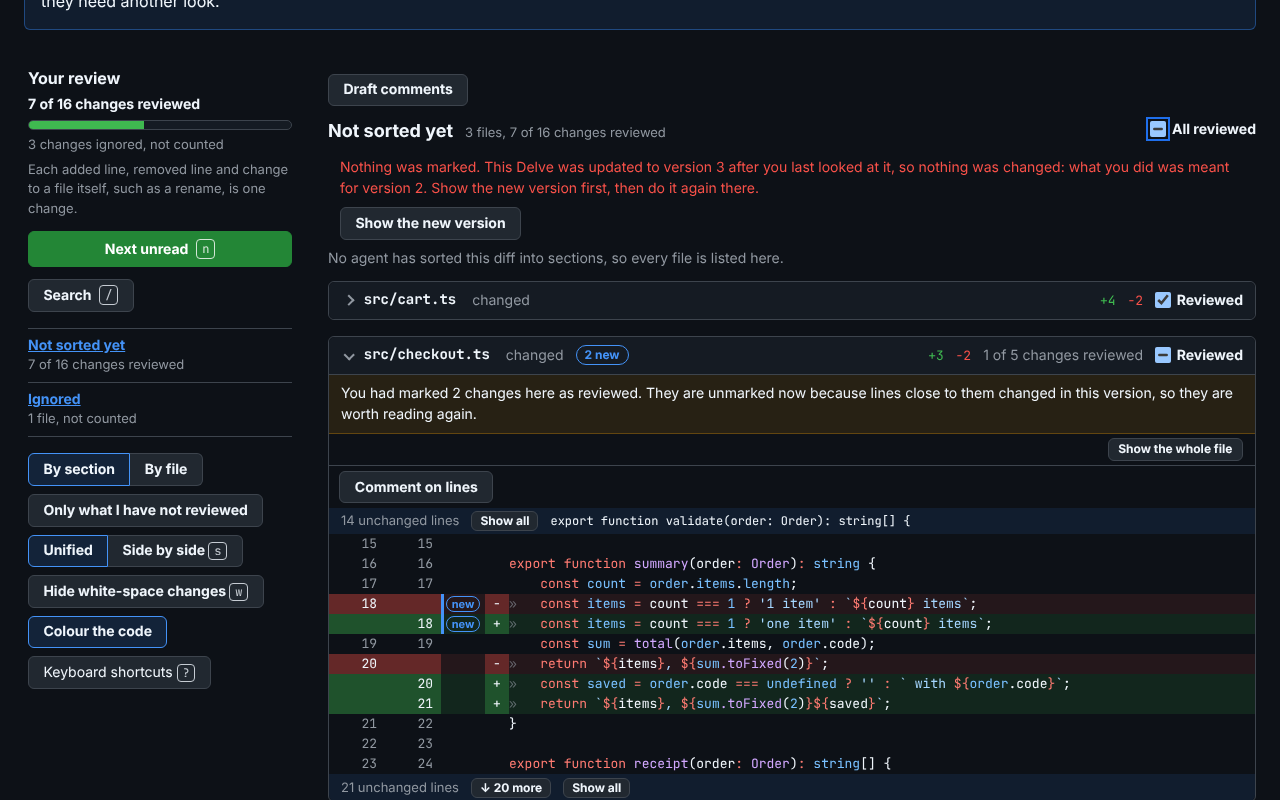 they need another look.
Your review
7 of 16 changes reviewed
3 changes ignored, not counted
Each added line, removed line and change
to a file itself, such as a rename, is one
change.
Next unread n
Search /
Not sorted yet
7 of 16 changes reviewed
Ignored
1 file, not counted
By section By file
Only what I have not reviewed
Unified Side by side s
Hide white-space changes w
Colour the code
Keyboard shortcuts ?
Draft comments
Not sorted yet 3 files, 7 of 16 changes reviewed All reviewed
Nothing was marked. This Delve was updated to version 3 after you last looked at it, so nothing was changed: what you did was meant
for version 2. Show the new version first, then do it again there.
Show the new version
No agent has sorted this diff into sections, so every file is listed here.
src/cart.ts changed +4 -2 Reviewed
src/checkout.ts changed 2 new +3 -2 1 of 5 changes reviewed Reviewed
You had marked 2 changes here as reviewed. They are unmarked now because lines close to them changed in this version, so they are
worth reading again.
Show the whole file
Comment on lines
14 unchanged lines Show all export function validate(order: Order): string[] {
15 15
16 16 export function summary(order: Order): string {
17 17 const count = order.items.length;
18 new - » const items = count === 1 ? '1 item' : `${count} items`;
18 new + » const items = count === 1 ? 'one item' : `${count} items`;
19 19 const sum = total(order.items, order.code);
20 - » return `${items}, ${sum.toFixed(2)}`;
20 + » const saved = order.code === undefined ? '' : ` with ${order.code}`;
21 + » return `${items}, ${sum.toFixed(2)}${saved}`;
21 22 }
22 23
23 24 export function receipt(order: Order): string[] {
21 unchanged lines ↓ 20 more Show all